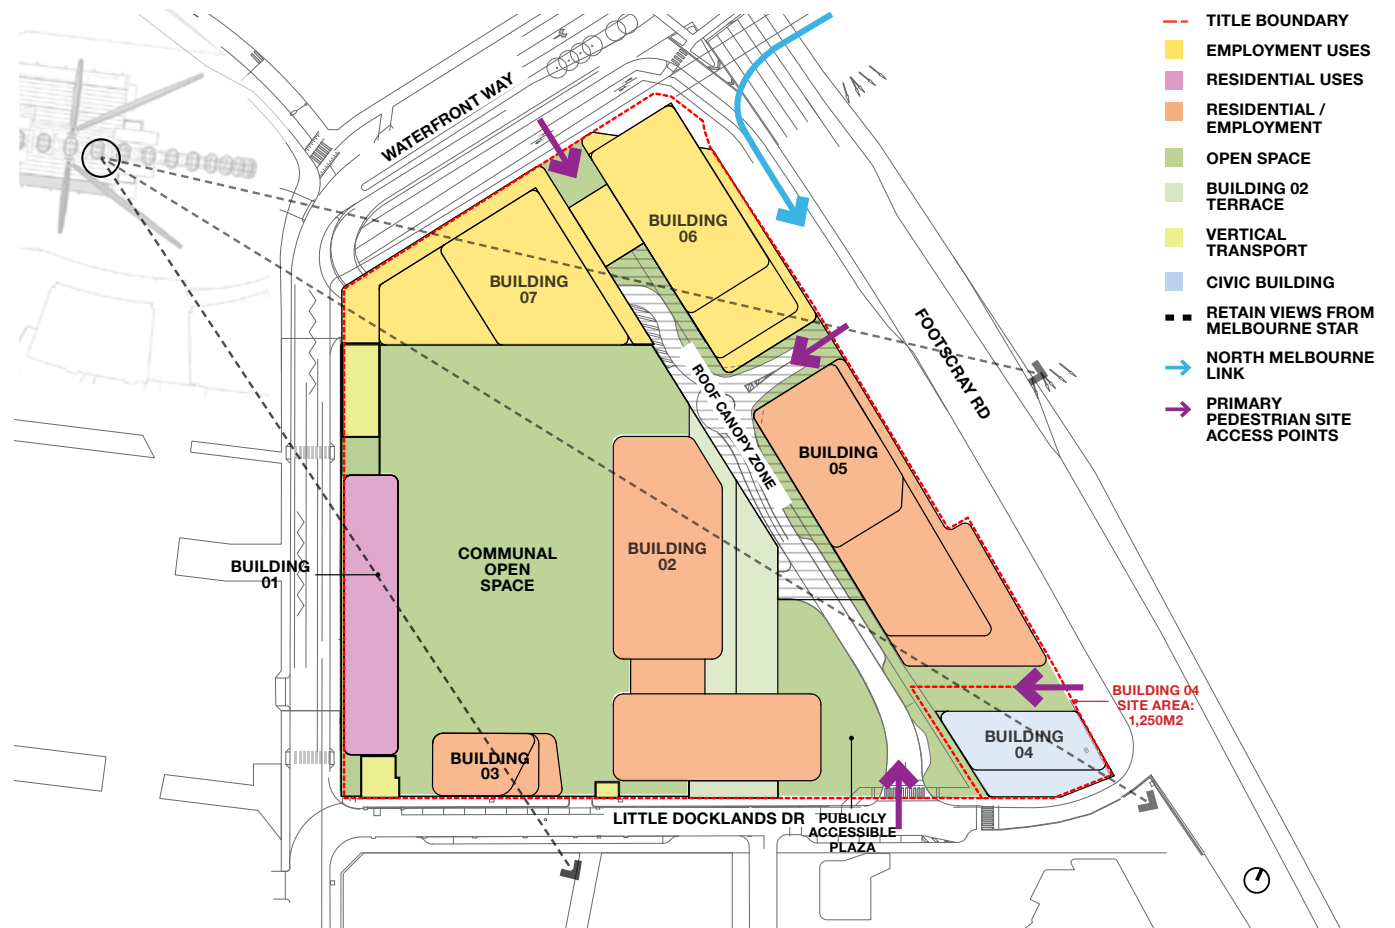 TITLE BOUNDARY
EMPLOYMENT USES
RESIDENTIAL USES
RESIDENTIAL /
EMPLOYMENT
OPEN SPACE
BUILDING 02
TERRACE
VERTICAL
TRANSPORT
CIVIC BUILDING
RETAIN VIEWS FROM
MELBOURNE STAR
NORTH MELBOURNE
LINK
PRIMARY
PEDESTRIAN SITE
ACCESS POINTS
WATERFRONT WAY
BUILDING
06
BUILDING
07
FOOTSCRAY RD
ROOF CANOPY ZONE
BUILDING
05
COMMUNAL
OPEN
SPACE
BUILDING
02
BUILDING
01
BUILDING 04
SITE AREA:
1,250M2
BUILDING
04
BUILDING
03
LITTLE DOCKLANDS DR
PUBLICLY
ACCESSIBLE
PLAZA